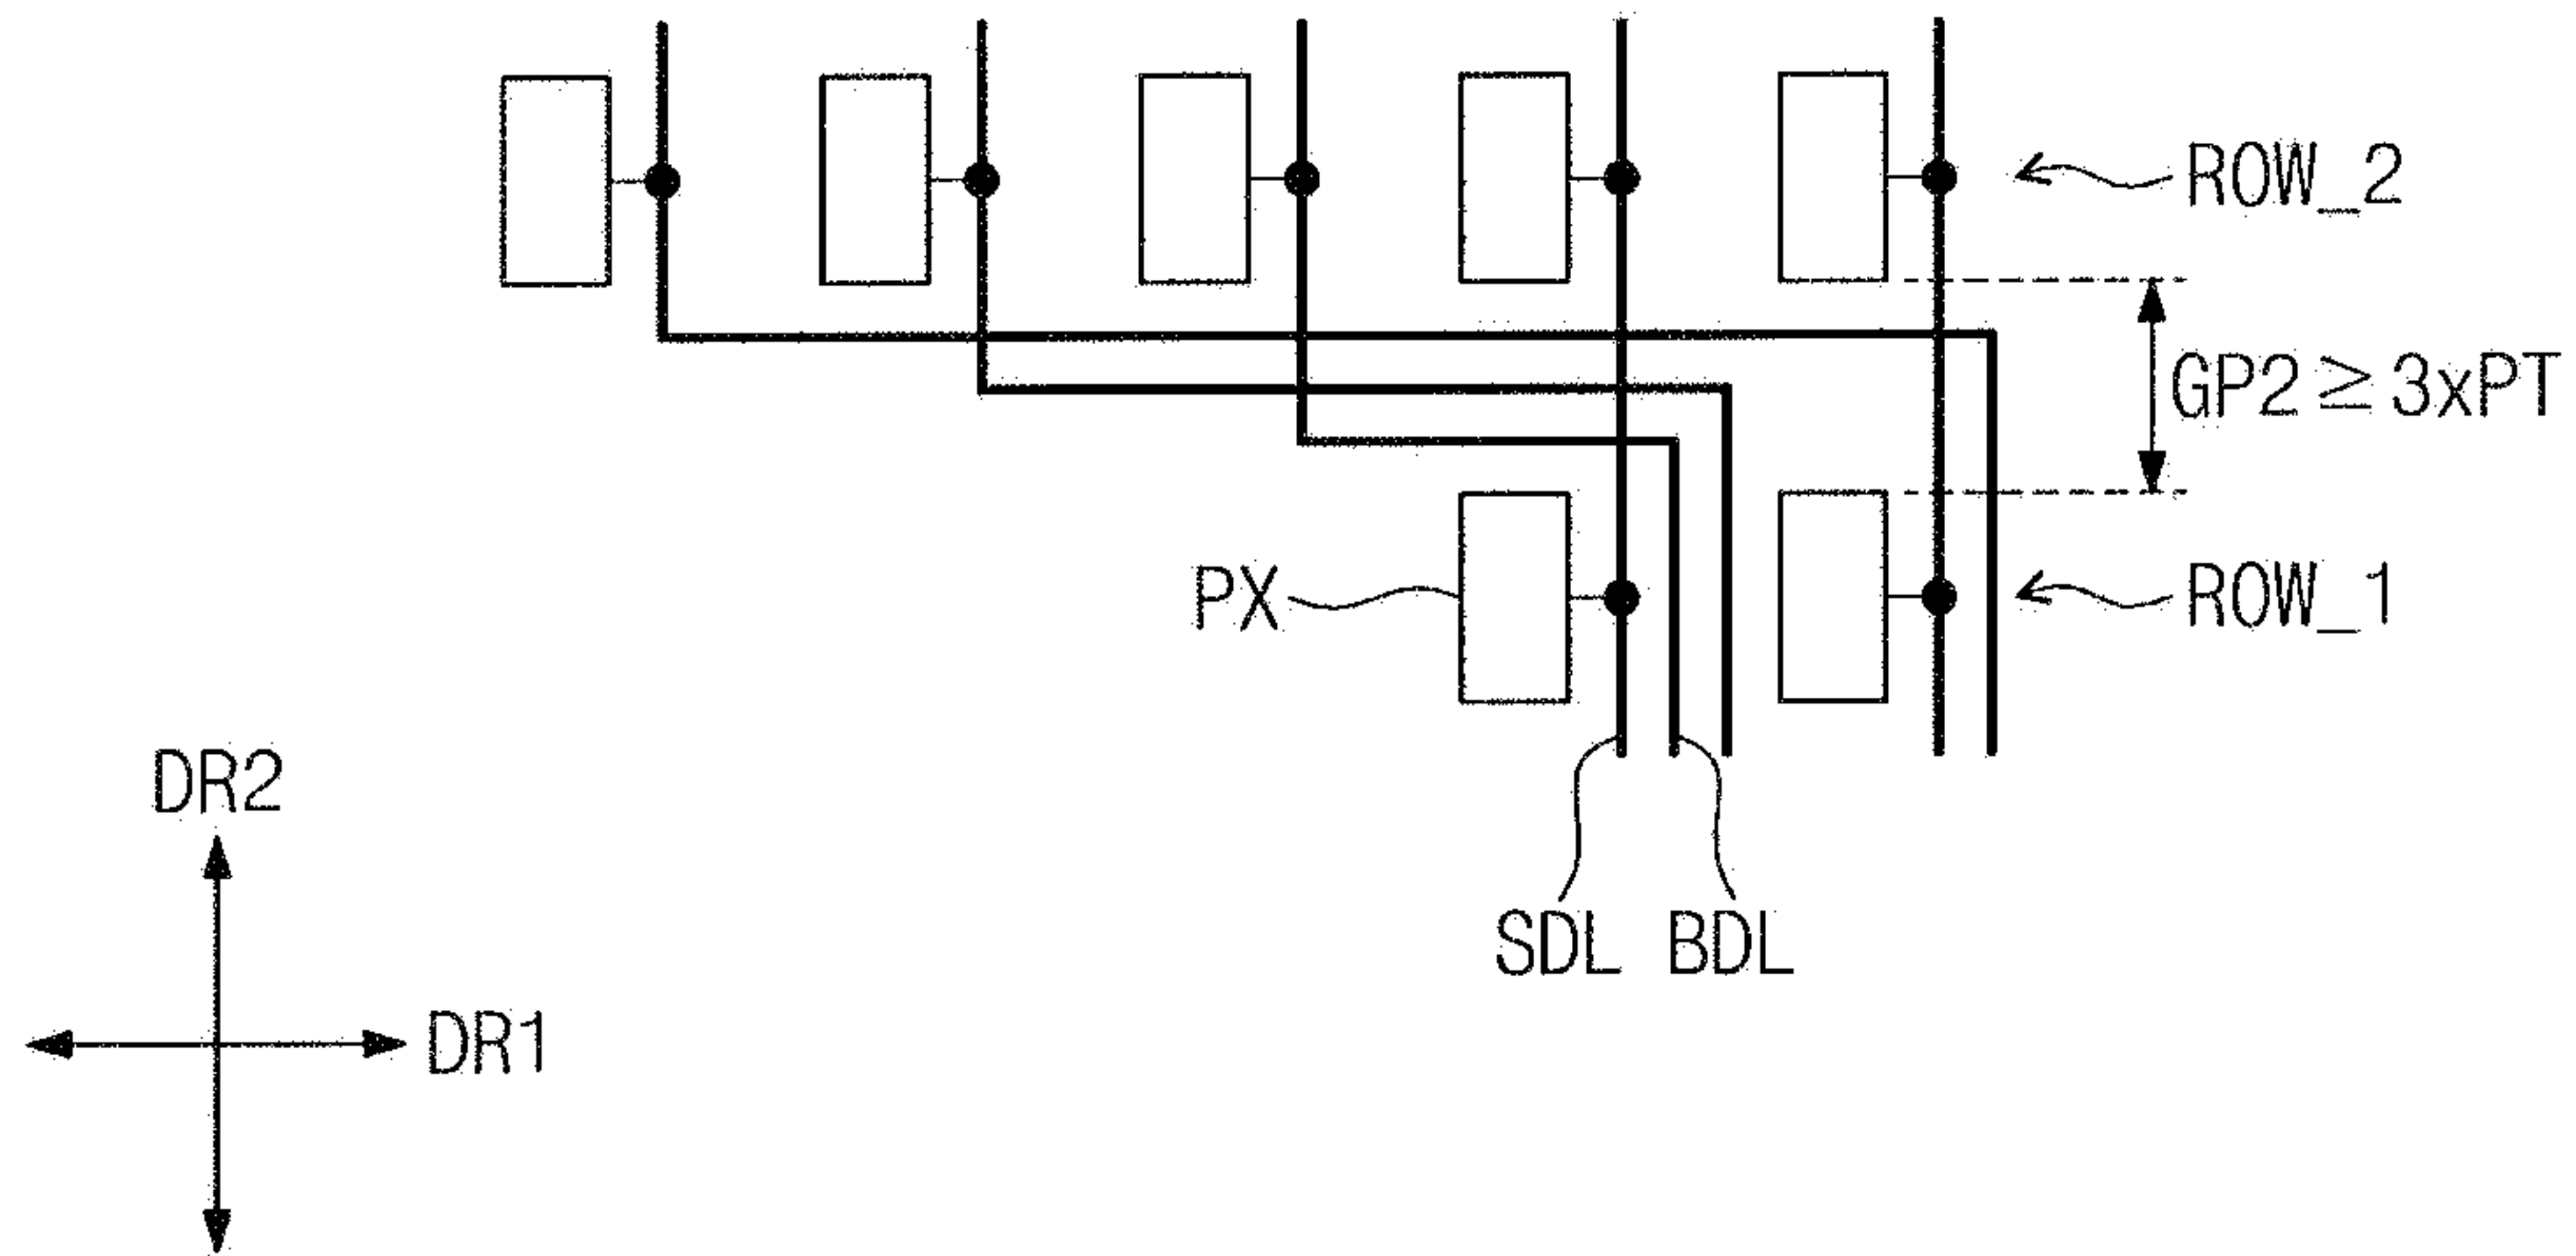 ROW_2
GP2 ≥ 3xPT
PX
ROW_1
DR2
SDL BDL
DR1